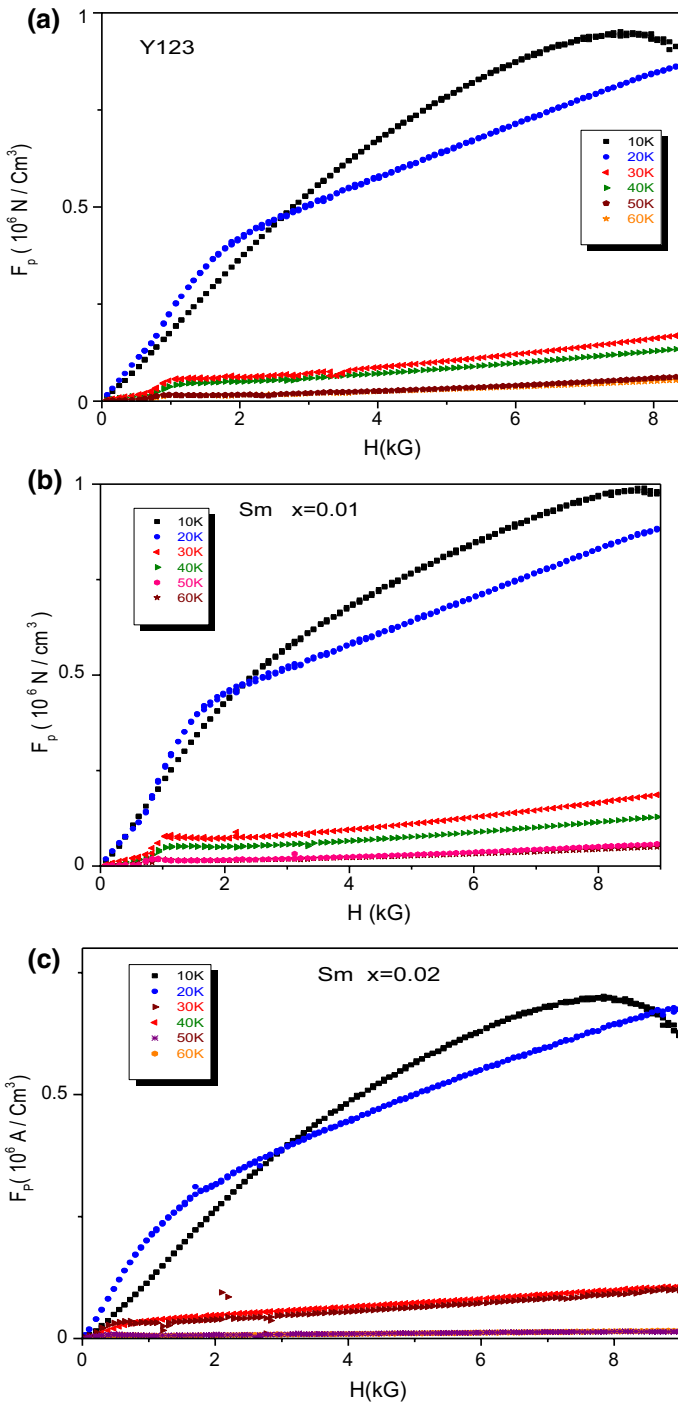 (a)
Y123
1
0.5
0
F_p ( 10^6 N / Cm^3 )
10K
20K
30K
40K
50K
60K
0 2 4 6 8
H(kG)
(b)
Sm x=0.01
1
0.5
0
F_p ( 10^6 N / cm^3 )
10K
20K
30K
40K
50K
60K
0 2 4 6 8
H (kG)
(c)
Sm x=0.02
0.5
0
F_P ( 10^6 A / Cm^3 )
10K
20K
30K
40K
50K
60K
0 2 4 6 8
H(kG)